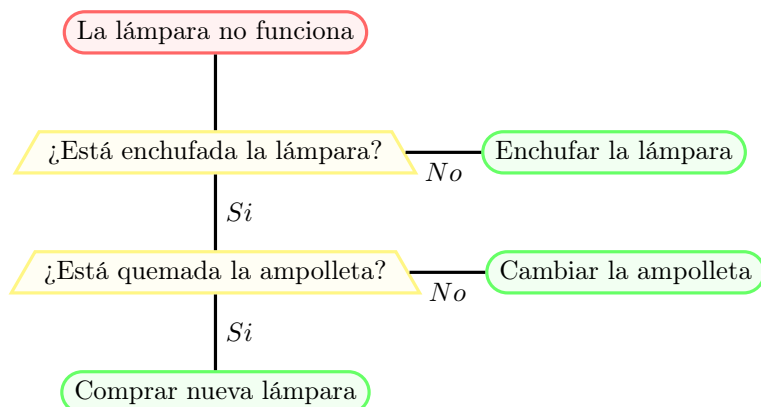 La lámpara no funciona
¿Está enchufada la lámpara?
No
Enchufar la lámpara
Si
¿Está quemada la ampolleta?
No
Cambiar la ampolleta
Si
Comprar nueva lámpara